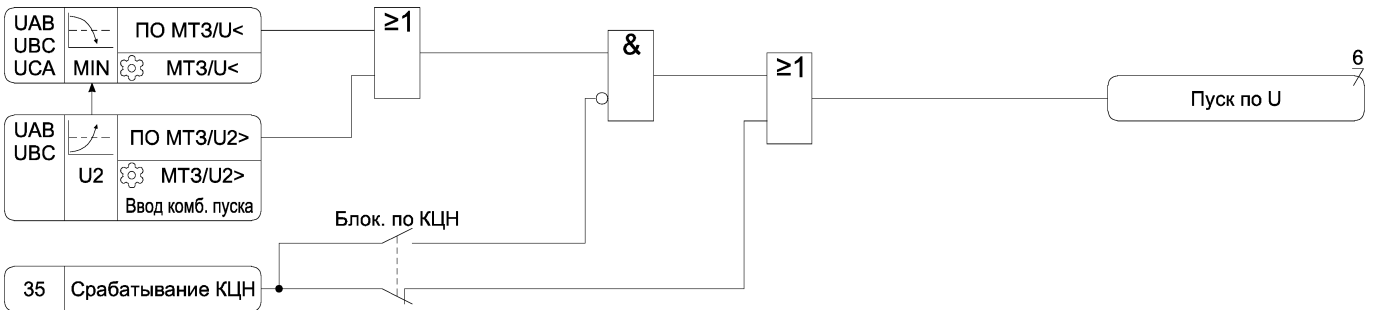 UAB
UBC
UCA
MIN
ПО МТЗ/U<
МТЗ/U<
≥1
&
≥1
6
Пуск по U
UAB
UBC
U2
ПО МТЗ/U2>
МТЗ/U2>
Ввод комб. пуска
Блок. по КЦН
35
Срабатывание КЦН